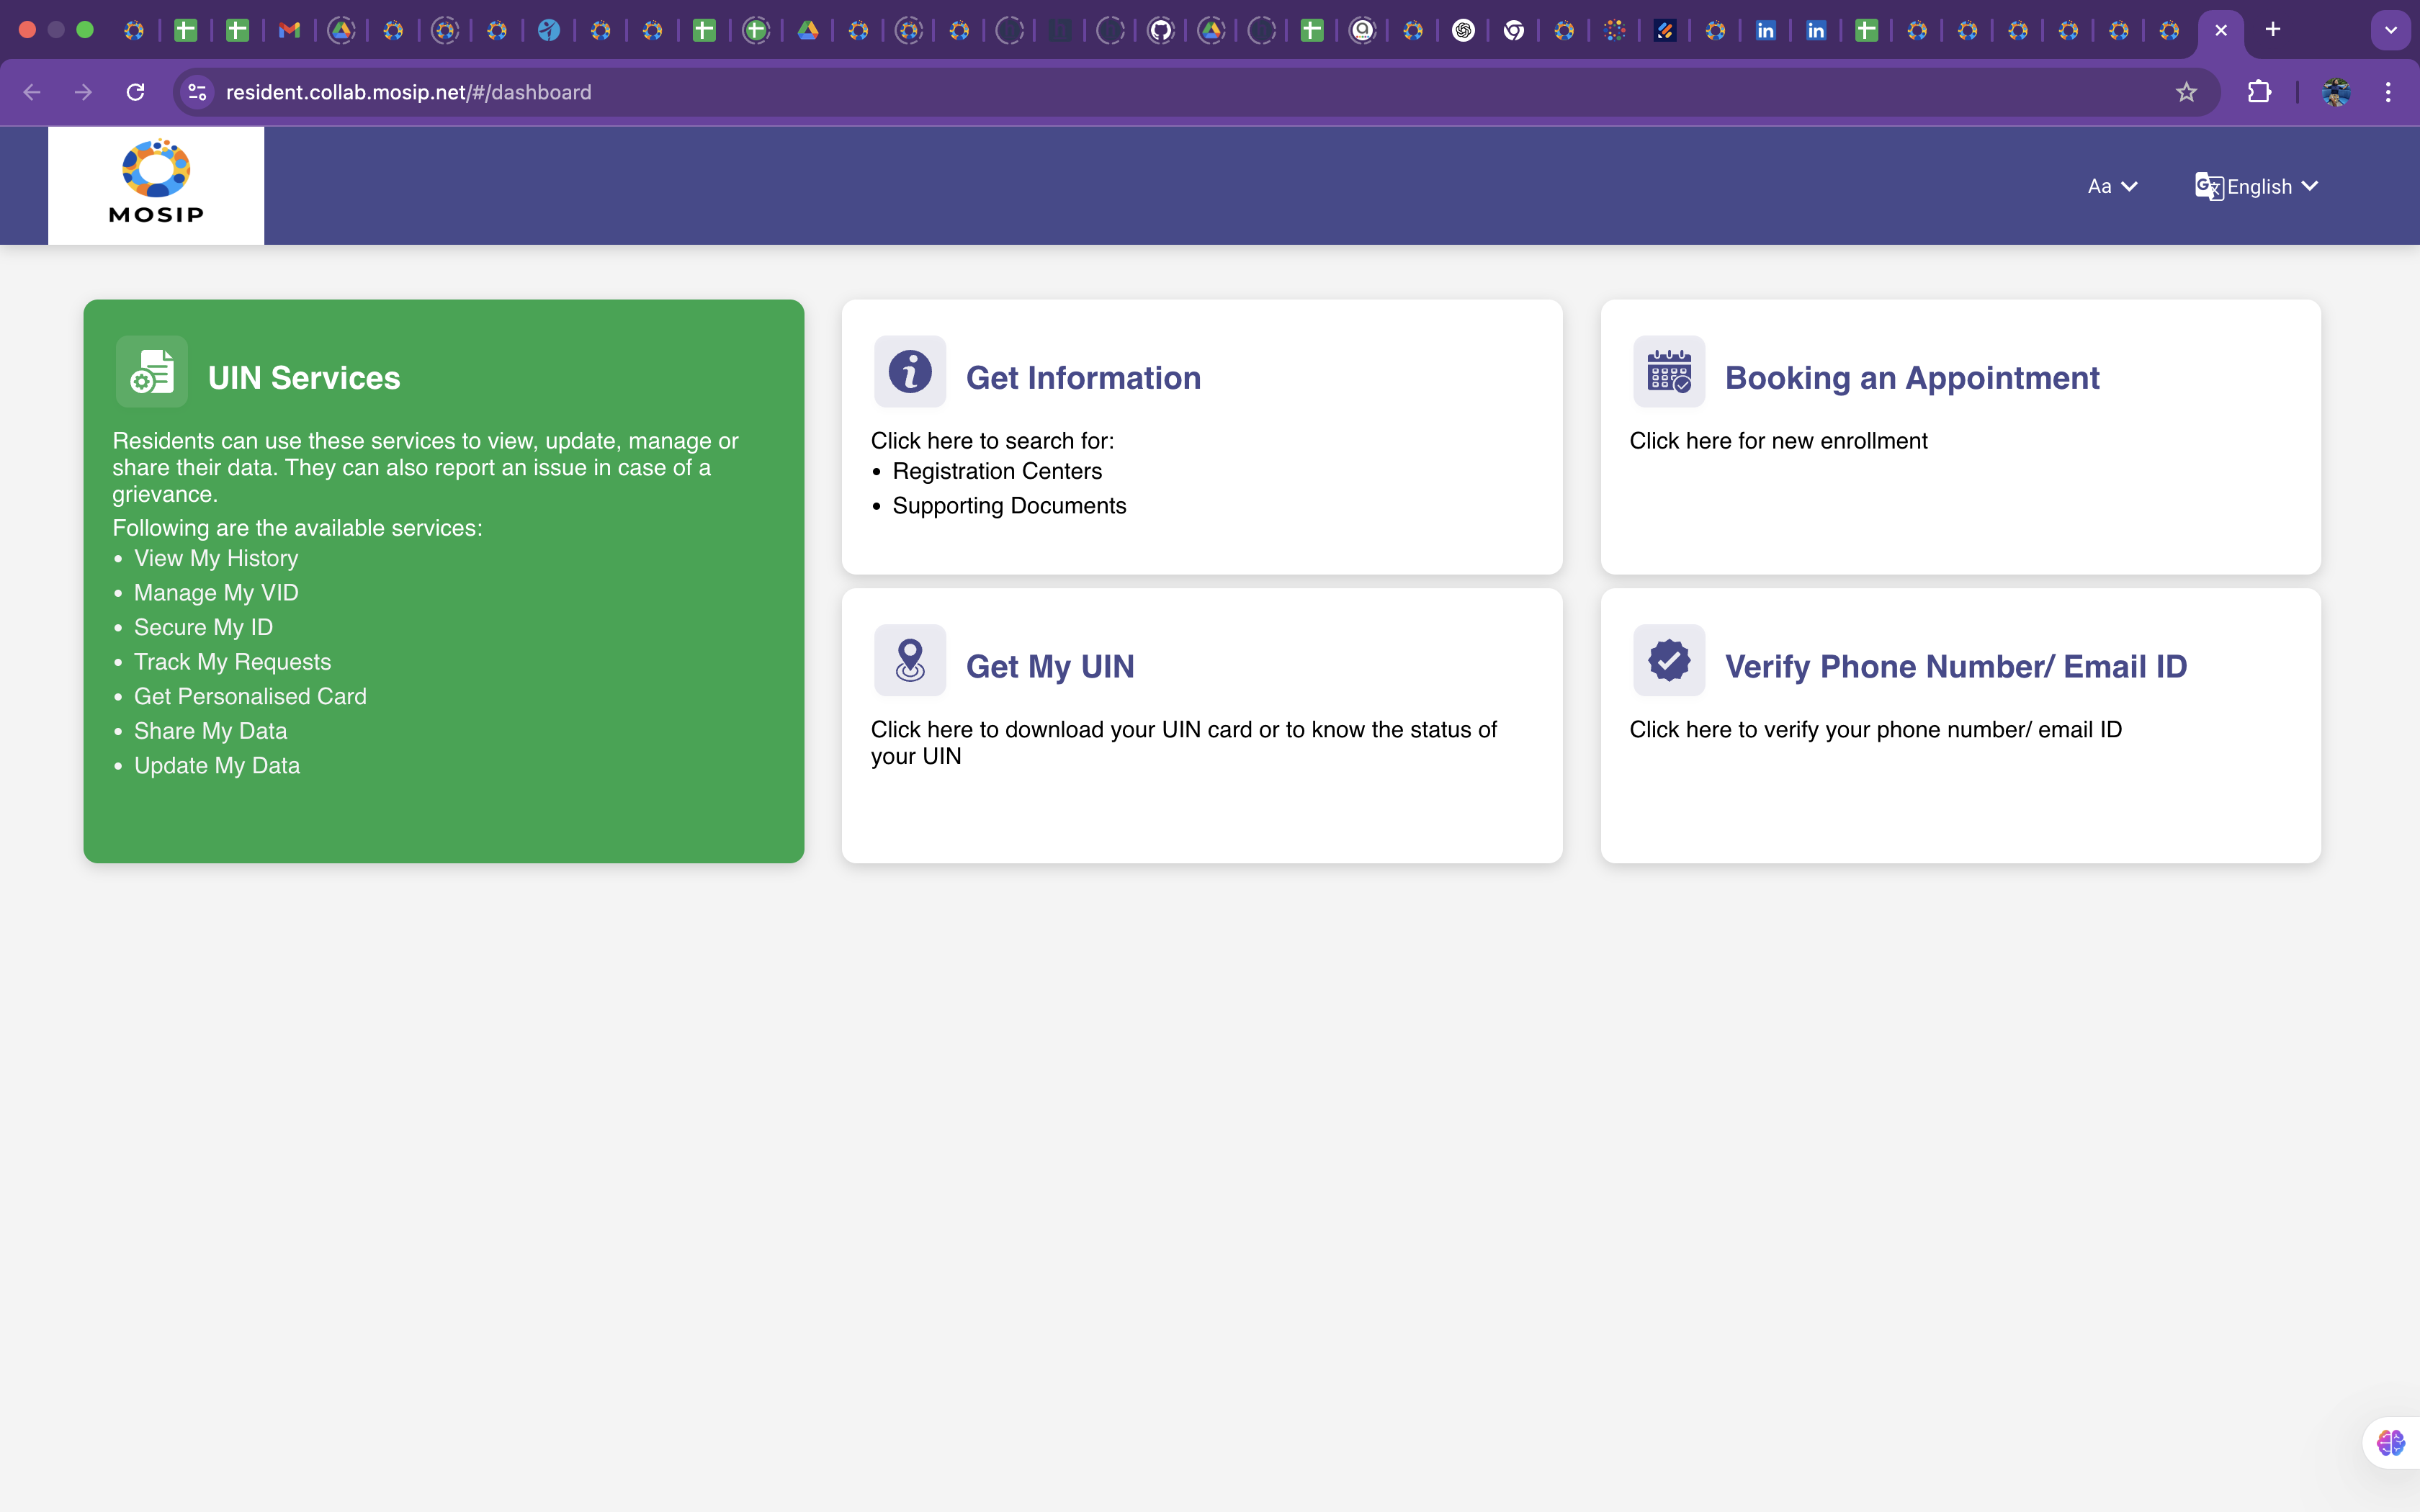 resident.collab.mosip.net/#/dashboard
MOSIP
Aa
English
UIN Services
Residents can use these services to view, update, manage or
share their data. They can also report an issue in case of a
grievance.
Following are the available services:
• View My History
• Manage My VID
• Secure My ID
• Track My Requests
• Get Personalised Card
• Share My Data
• Update My Data
Get Information
Click here to search for:
• Registration Centers
• Supporting Documents
Booking an Appointment
Click here for new enrollment
Get My UIN
Click here to download your UIN card or to know the status of
your UIN
Verify Phone Number/ Email ID
Click here to verify your phone number/ email ID